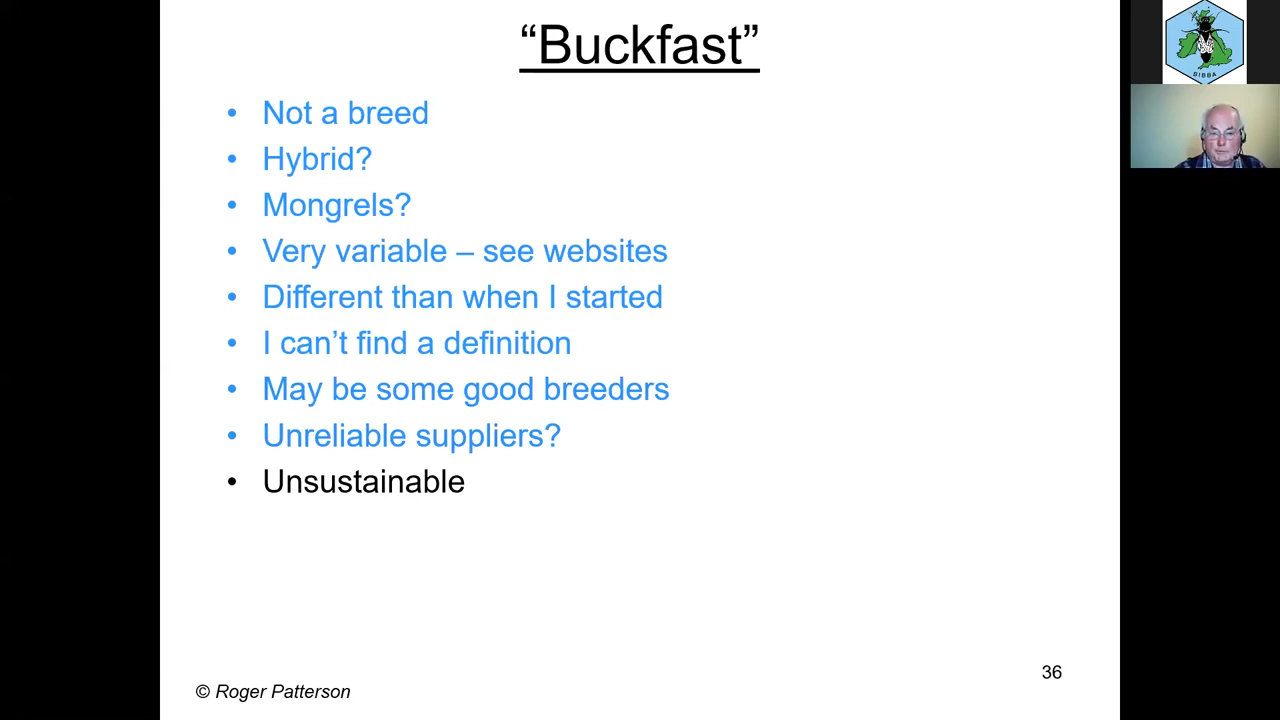 “Buckfast”
• Not a breed
• Hybrid?
• Mongrels?
• Very variable – see websites
• Different than when I started
• I can’t find a definition
• May be some good breeders
• Unreliable suppliers?
• Unsustainable
36
© Roger Patterson
BIBBA